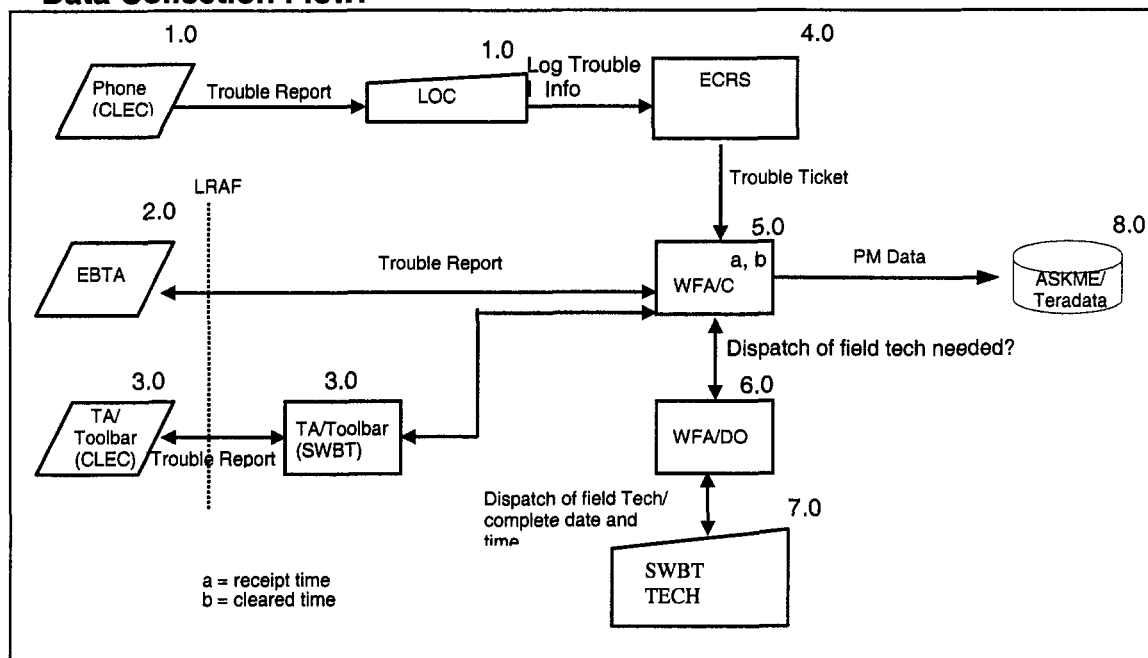 Data Collection Flow:
1.0
1.0
4.0
Phone
(CLEC)
Trouble Report
LOC
Log Trouble
Info
ECRS
Trouble Ticket
LRAF
2.0
EBTA
Trouble Report
5.0
a, b
WFA/C
PM Data
8.0
ASKME/
Teradata
Dispatch of field tech needed?
3.0
TA/
Toolbar
(CLEC)
Trouble Report
3.0
TA/Toolbar
(SWBT)
6.0
WFA/DO
Dispatch of field Tech/
complete date and
time
7.0
SWBT
TECH
a = receipt time
b = cleared time